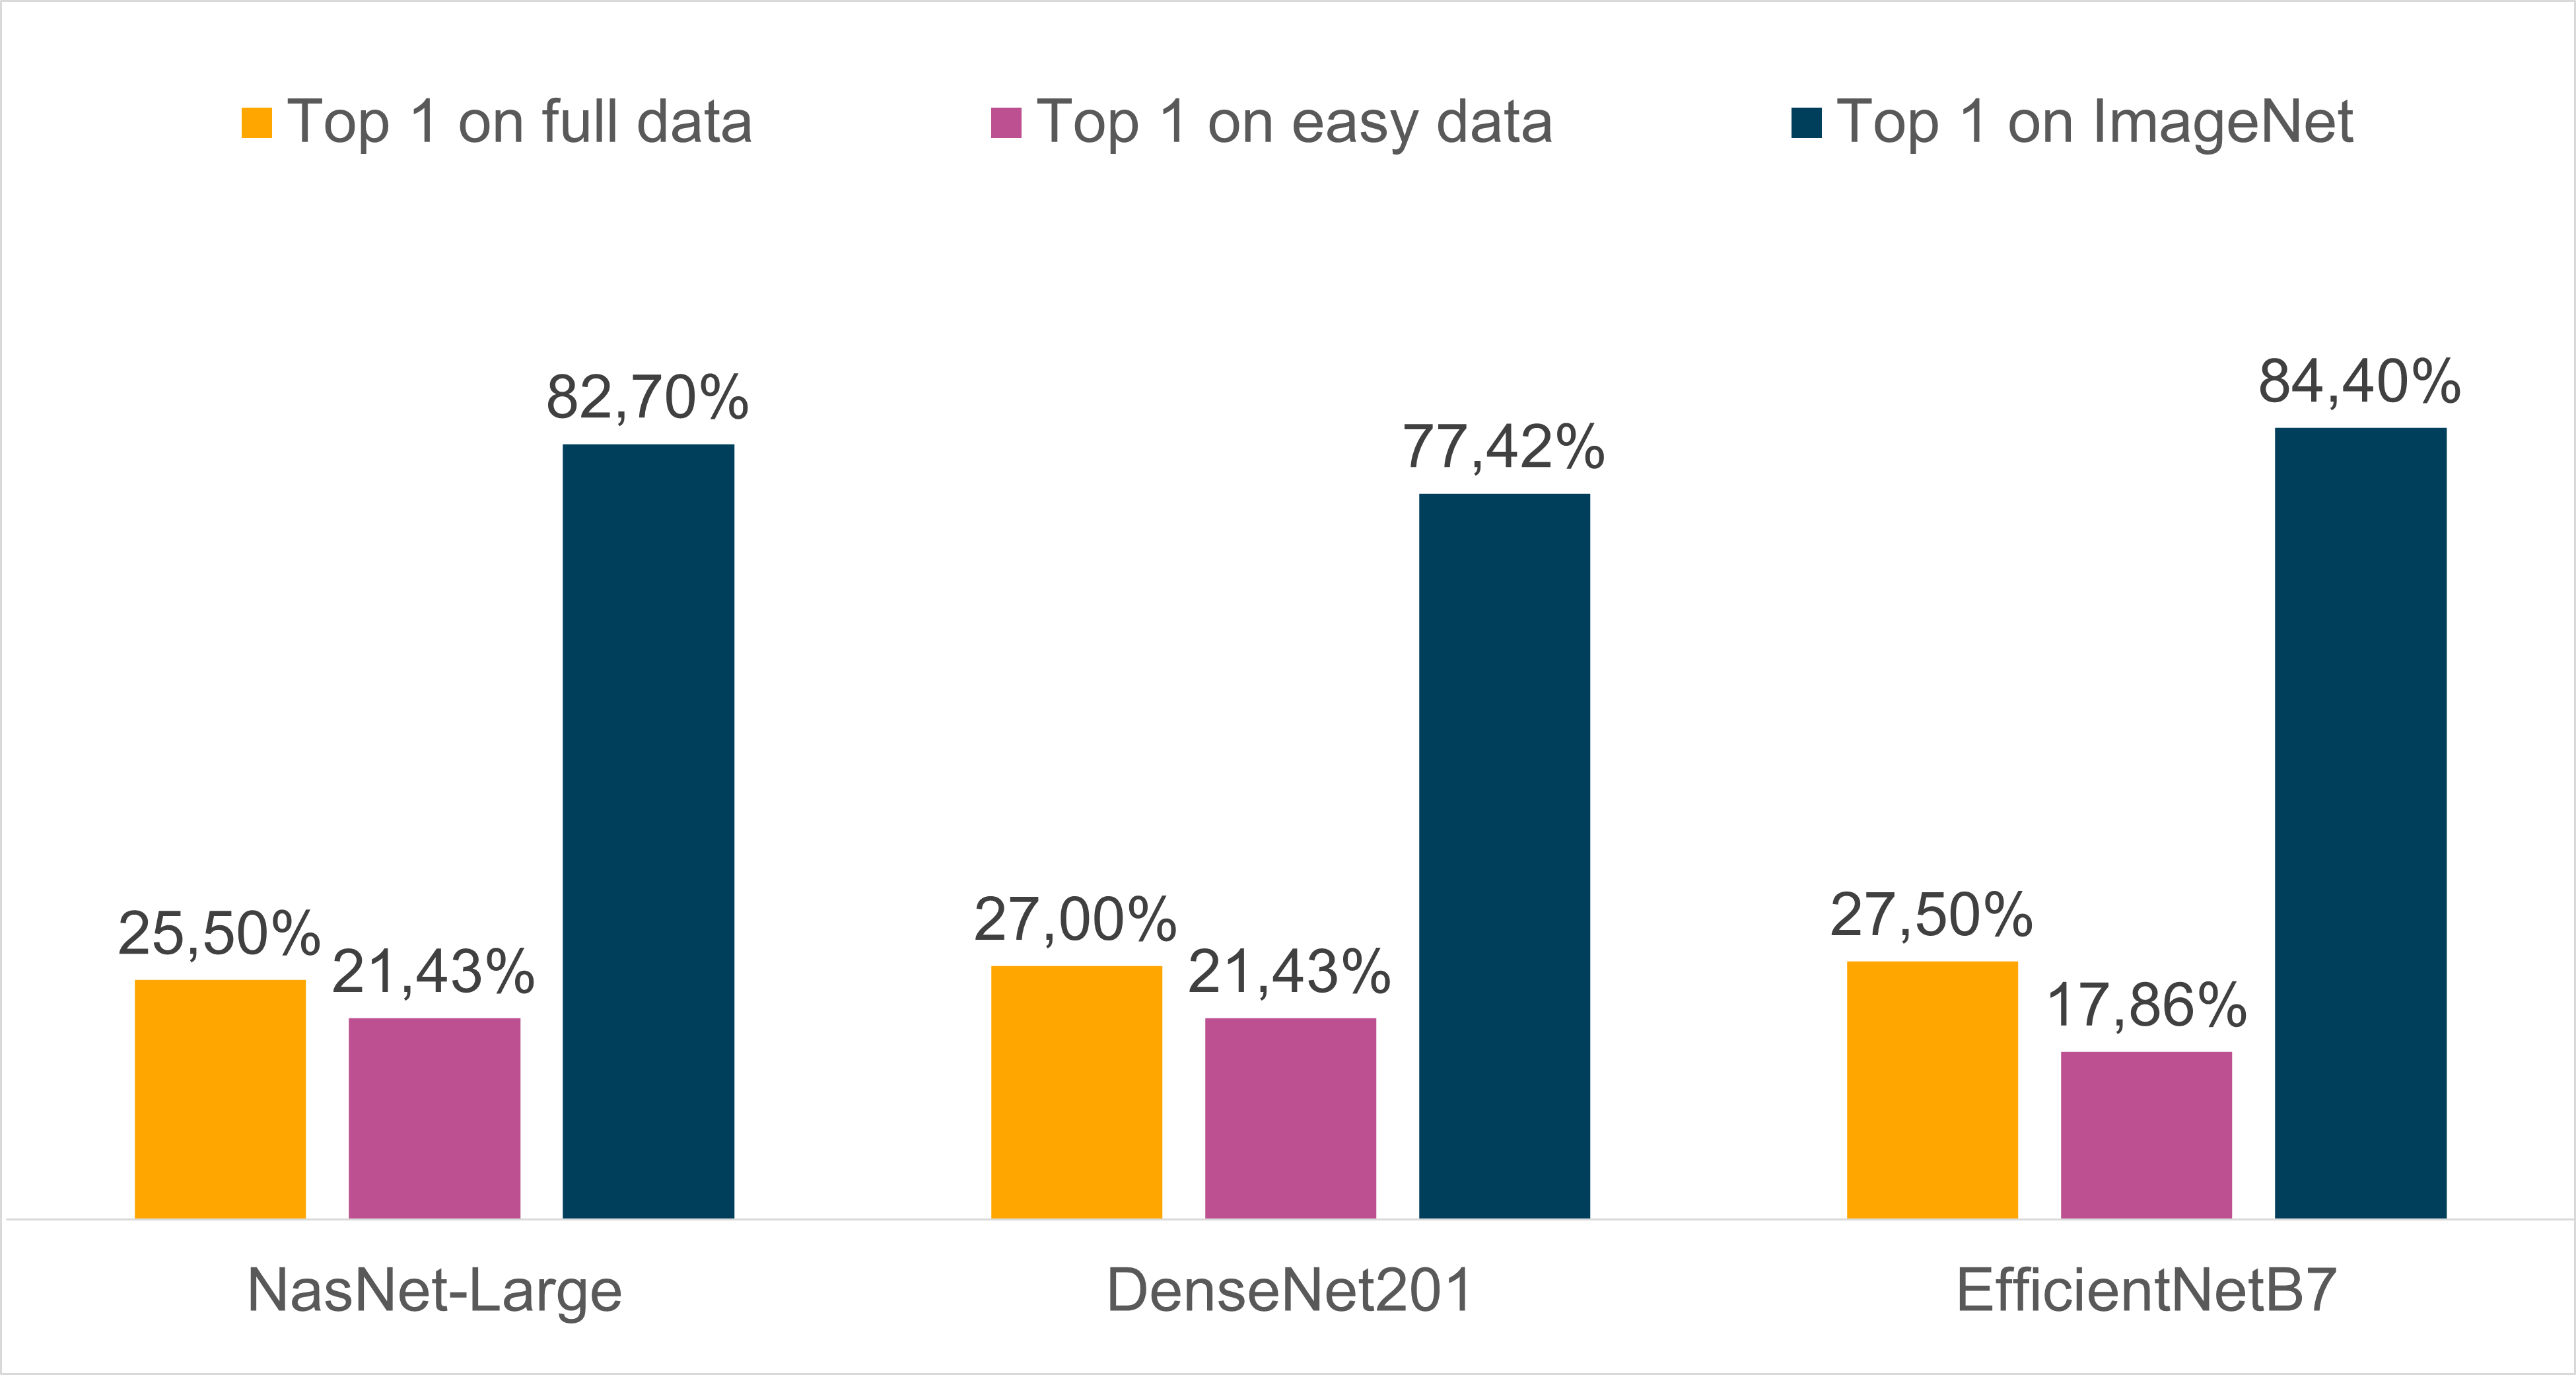 Top 1 on full data
Top 1 on easy data
Top 1 on ImageNet
25,50%
21,43%
82,70%
27,00%
21,43%
77,42%
27,50%
17,86%
84,40%
NasNet-Large
DenseNet201
EfficientNetB7